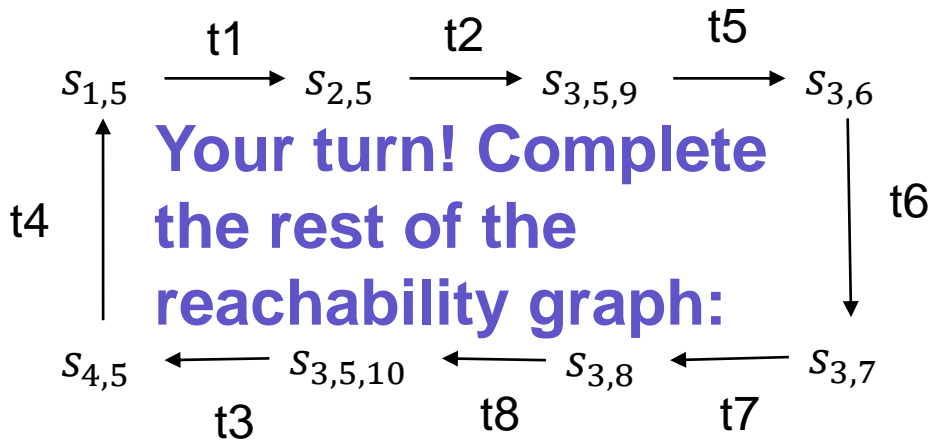 t1 t2 t5
s1,5 s2,5 s3,5,9 s3,6
Your turn! Complete
t4 the rest of the t6
reachability graph:
s4,5 s3,5,10 s3,8 s3,7
t3 t8 t7